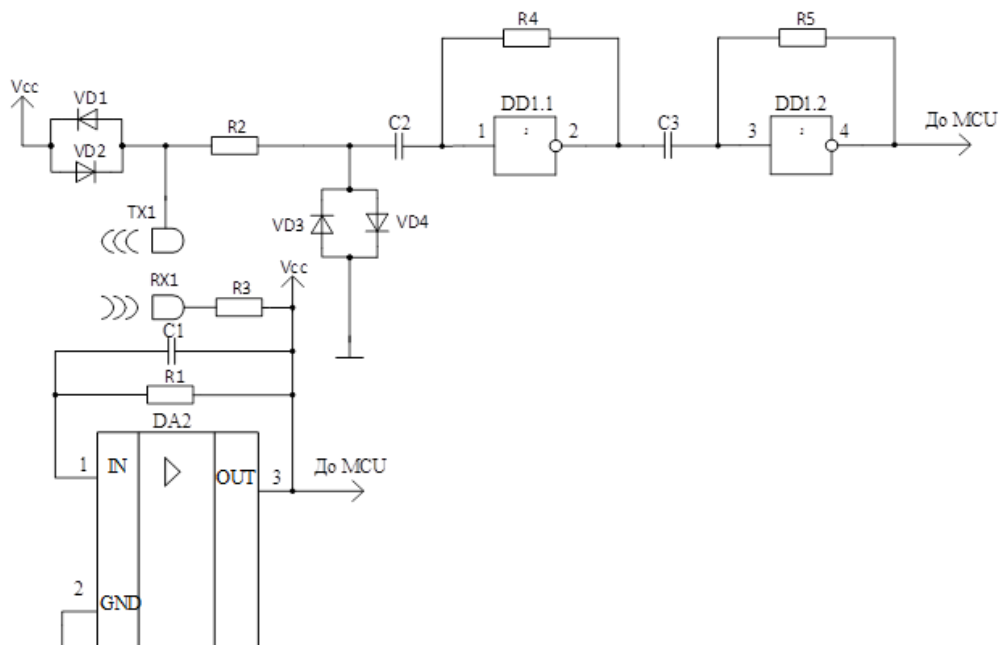 R4
R5
Vcc
VD1
DD1.1
DD1.2
R2
C2
1
:
2
C3
3
:
4
До MCU
VD2
TX1
VD3
VD4
RX1
R3
Vcc
C1
R1
DA2
1
IN
OUT
3
До MCU
2
GND